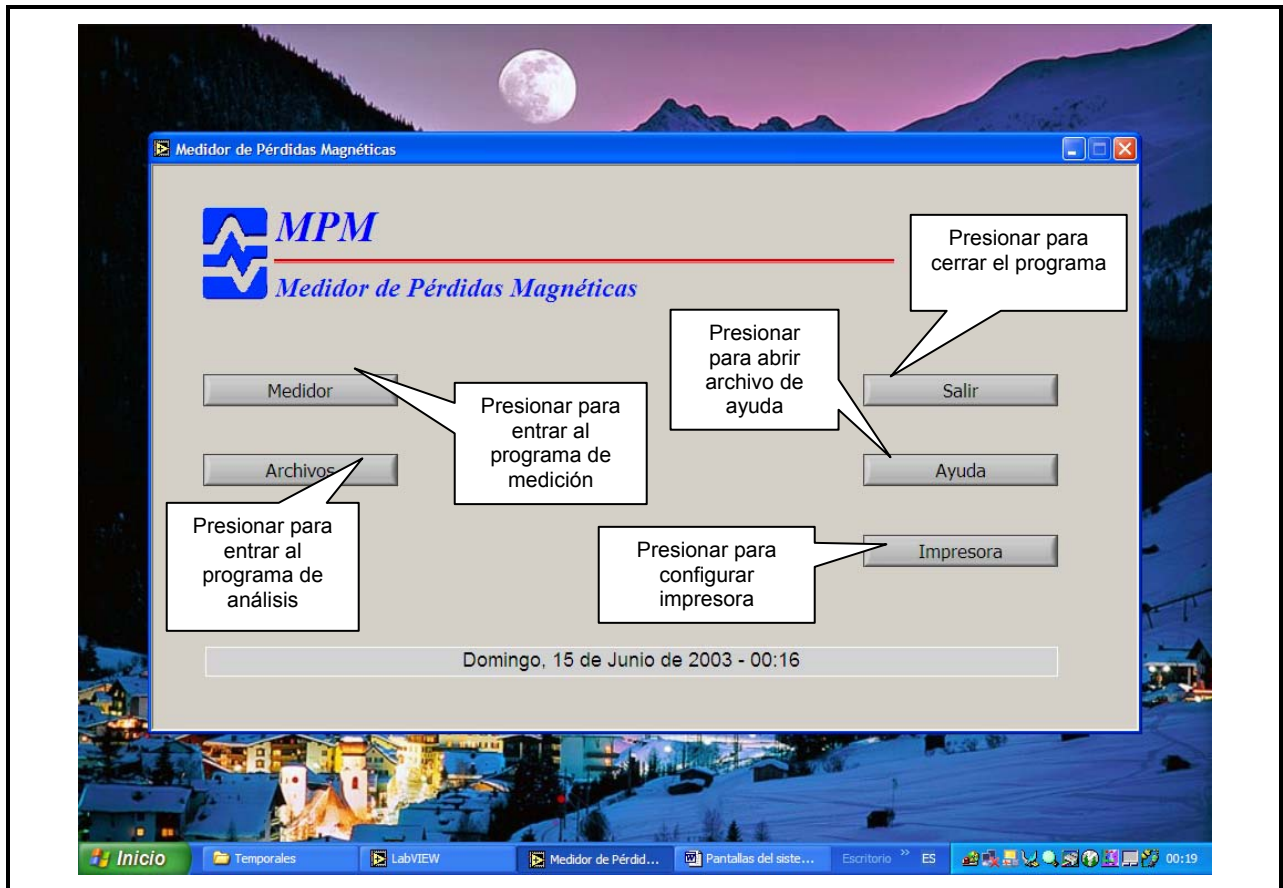 Medidor de Pérdidas Magnéticas
MPM
Medidor de Pérdidas Magnéticas
Presionar para
cerrar el programa
Presionar
para abrir
archivo de
ayuda
Medidor
Salir
Presionar para
entrar al
programa de
medición
Archivos
Ayuda
Presionar para
entrar al
programa de
análisis
Presionar para
configurar
impresora
Impresora
Domingo, 15 de Junio de 2003 - 00:16
Inicio
Temporales
LabVIEW
Medidor de Pérdid...
Pantallas del siste...
Escritorio
»
ES
00:19